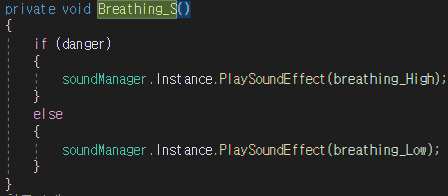 private void Breathing_S()
{
if (danger)
{
soundManager.Instance.PlaySoundEffect(breathing_High);
}
else
{
soundManager.Instance.PlaySoundEffect(breathing_Low);
}
}